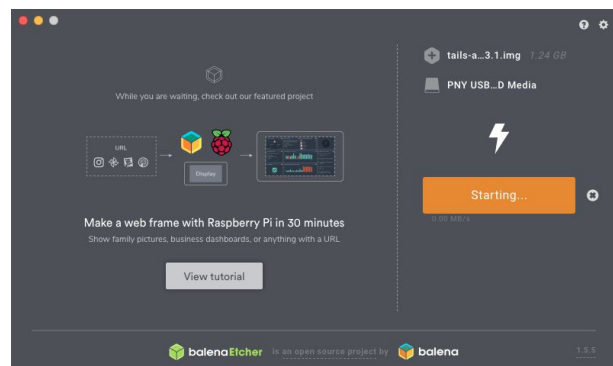 tails-a...3.1.img 1.24 GB
PNY USB...D Media
While you are waiting, check out our featured project
URL
Display
Starting...
0.00 MB/s
Make a web frame with Raspberry Pi in 30 minutes
Show family pictures, business dashboards, or anything with a URL
View tutorial
balenaEtcher is an open source project by balena
1.5.5